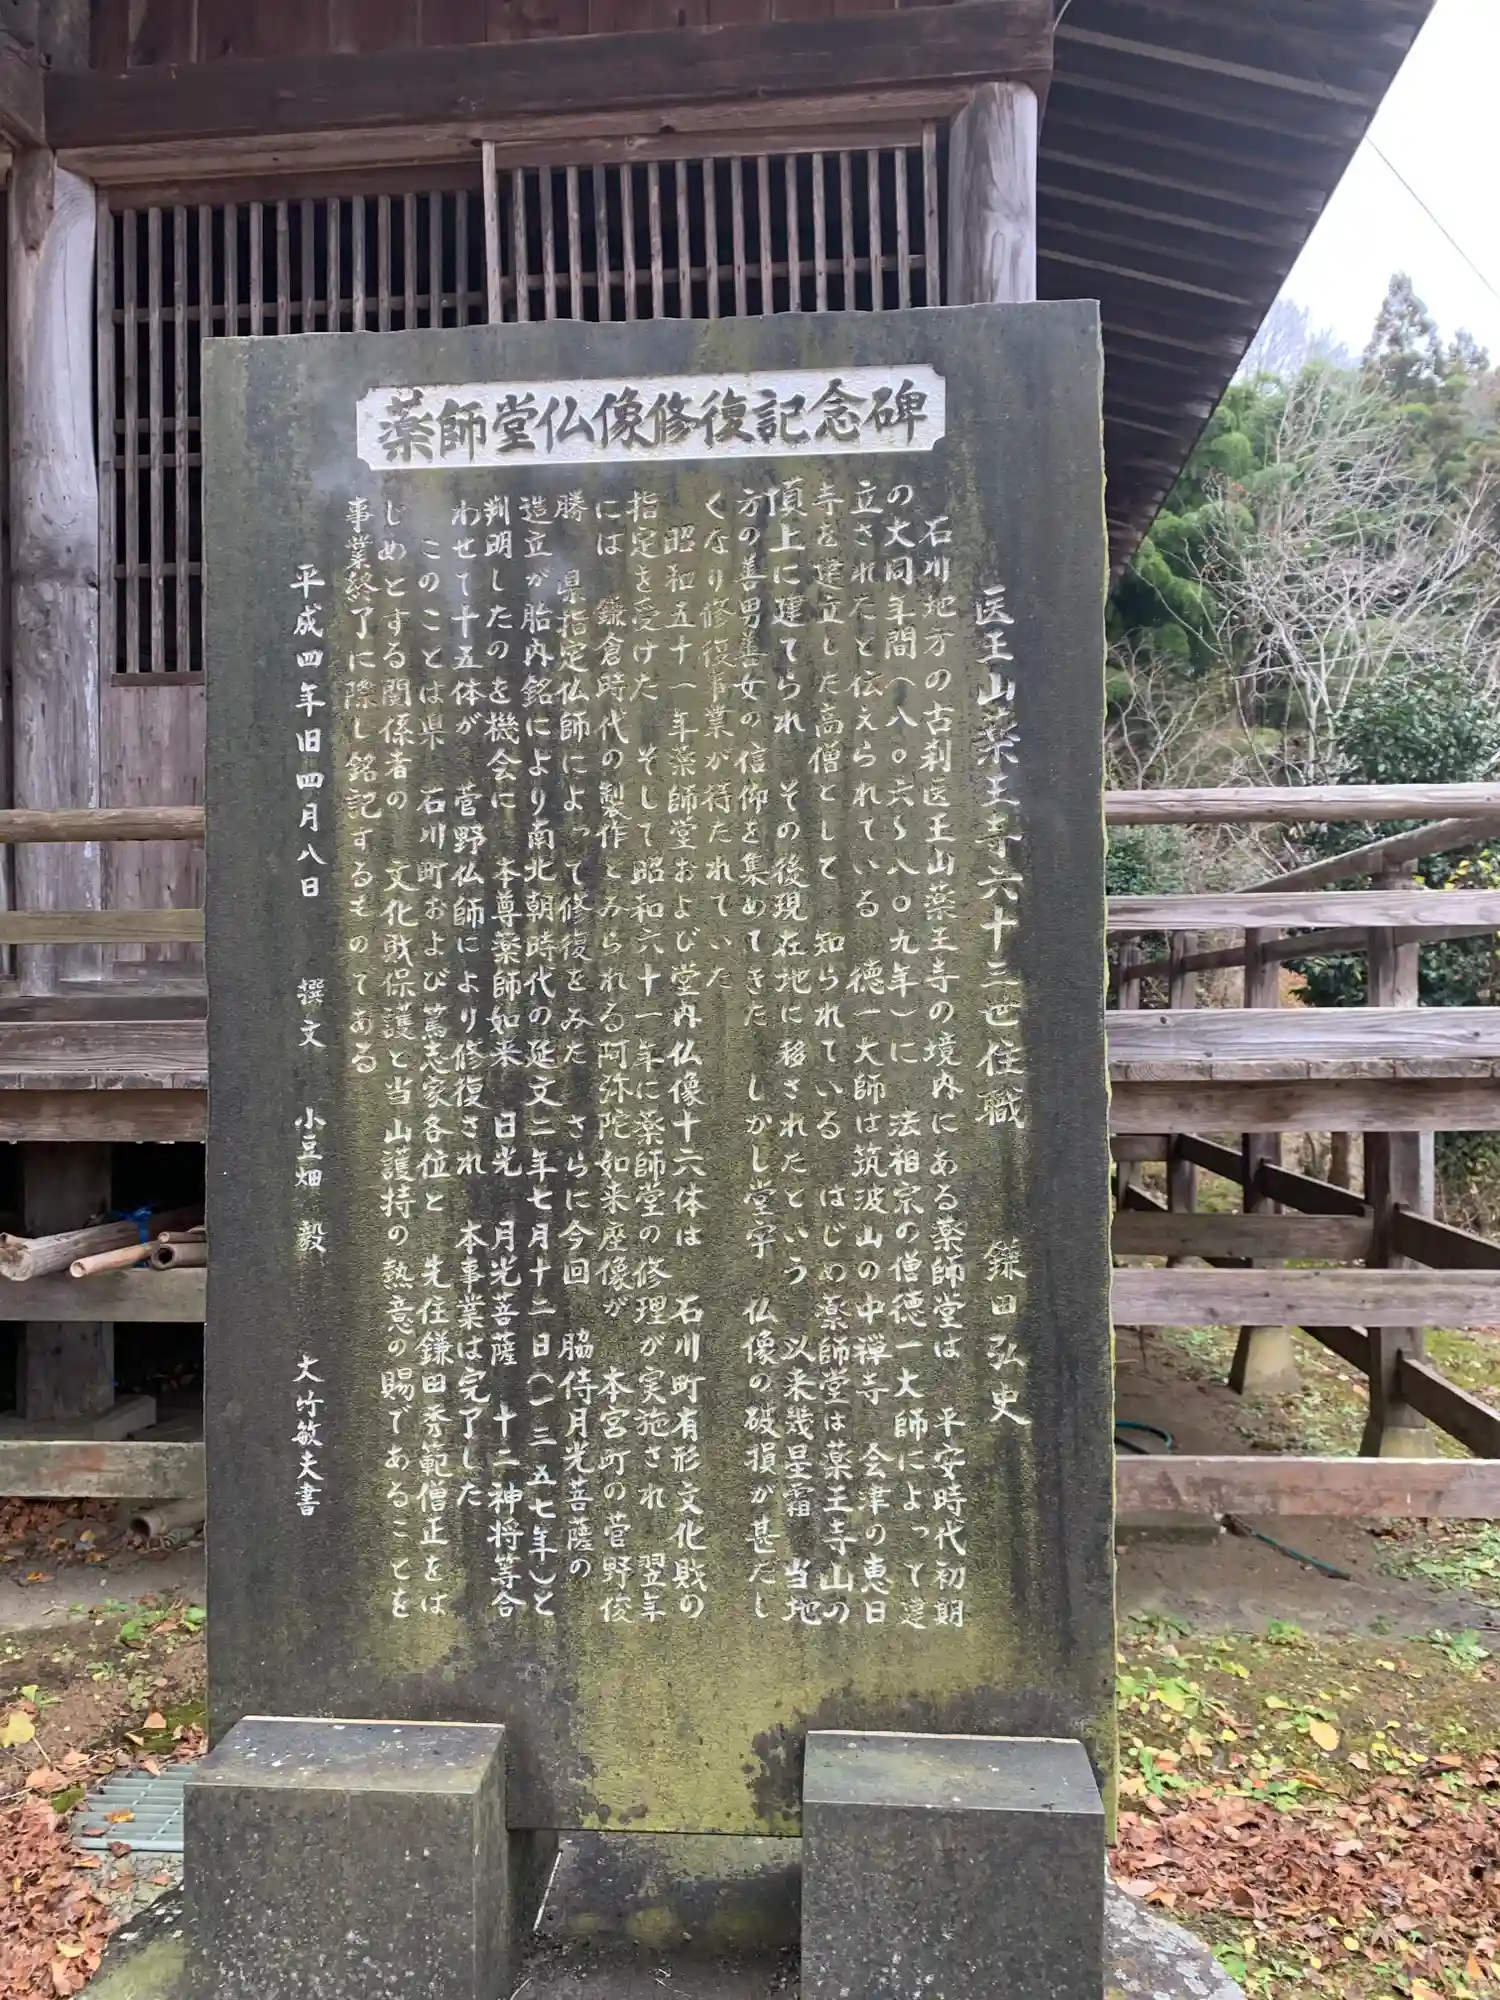 薬師堂仏像修復記念碑
医王山薬王寺六十三世住職　鎌田弘史
石川地方の古刹医王山薬王寺の境内にある薬師堂は　平安時代初期
の大同年間（八〇六〜八〇九年）に　法相宗の僧徳一大師によって建
立されたと伝えられている　徳一大師は筑波山の中禅寺　会津の恵日
寺を建立した高僧として　知られている　はじめ薬師堂は薬王寺山の
頂上に建てられ　その後現在地に移されたという　以来幾星霜　当地
方の善男善女の信仰を集めてきた　しかし堂宇　仏像の破損が甚だし
くなり修復事業が待たれていた
昭和五十一年薬師堂および堂内仏像十六体は　石川町有形文化財の
指定を受けた　そして昭和六十一年に薬師堂の修理が実施され　翌年
には　鎌倉時代の製作とみられる阿弥陀如来座像が　本宮町の菅野俊
勝　県指定仏師によって修復をみた　さらに今回　脇侍月光菩薩の
造立が胎内銘により南北朝時代の延文二年七月十二日（一三五七年）と
判明したのを機会に　本尊薬師如来　日光　月光菩薩　十二神将等合
わせて十五体が　菅野仏師により修復され　本事業は完了した
このことは県　石川町および篤志家各位と　先住鎌田秀範僧正をは
じめとする関係者の　文化財保護と当山護持の熱意の賜であることを
事業終了に際し銘記するものてある
平成四年旧四月八日　撰文　小豆畑　毅　大竹敏夫書